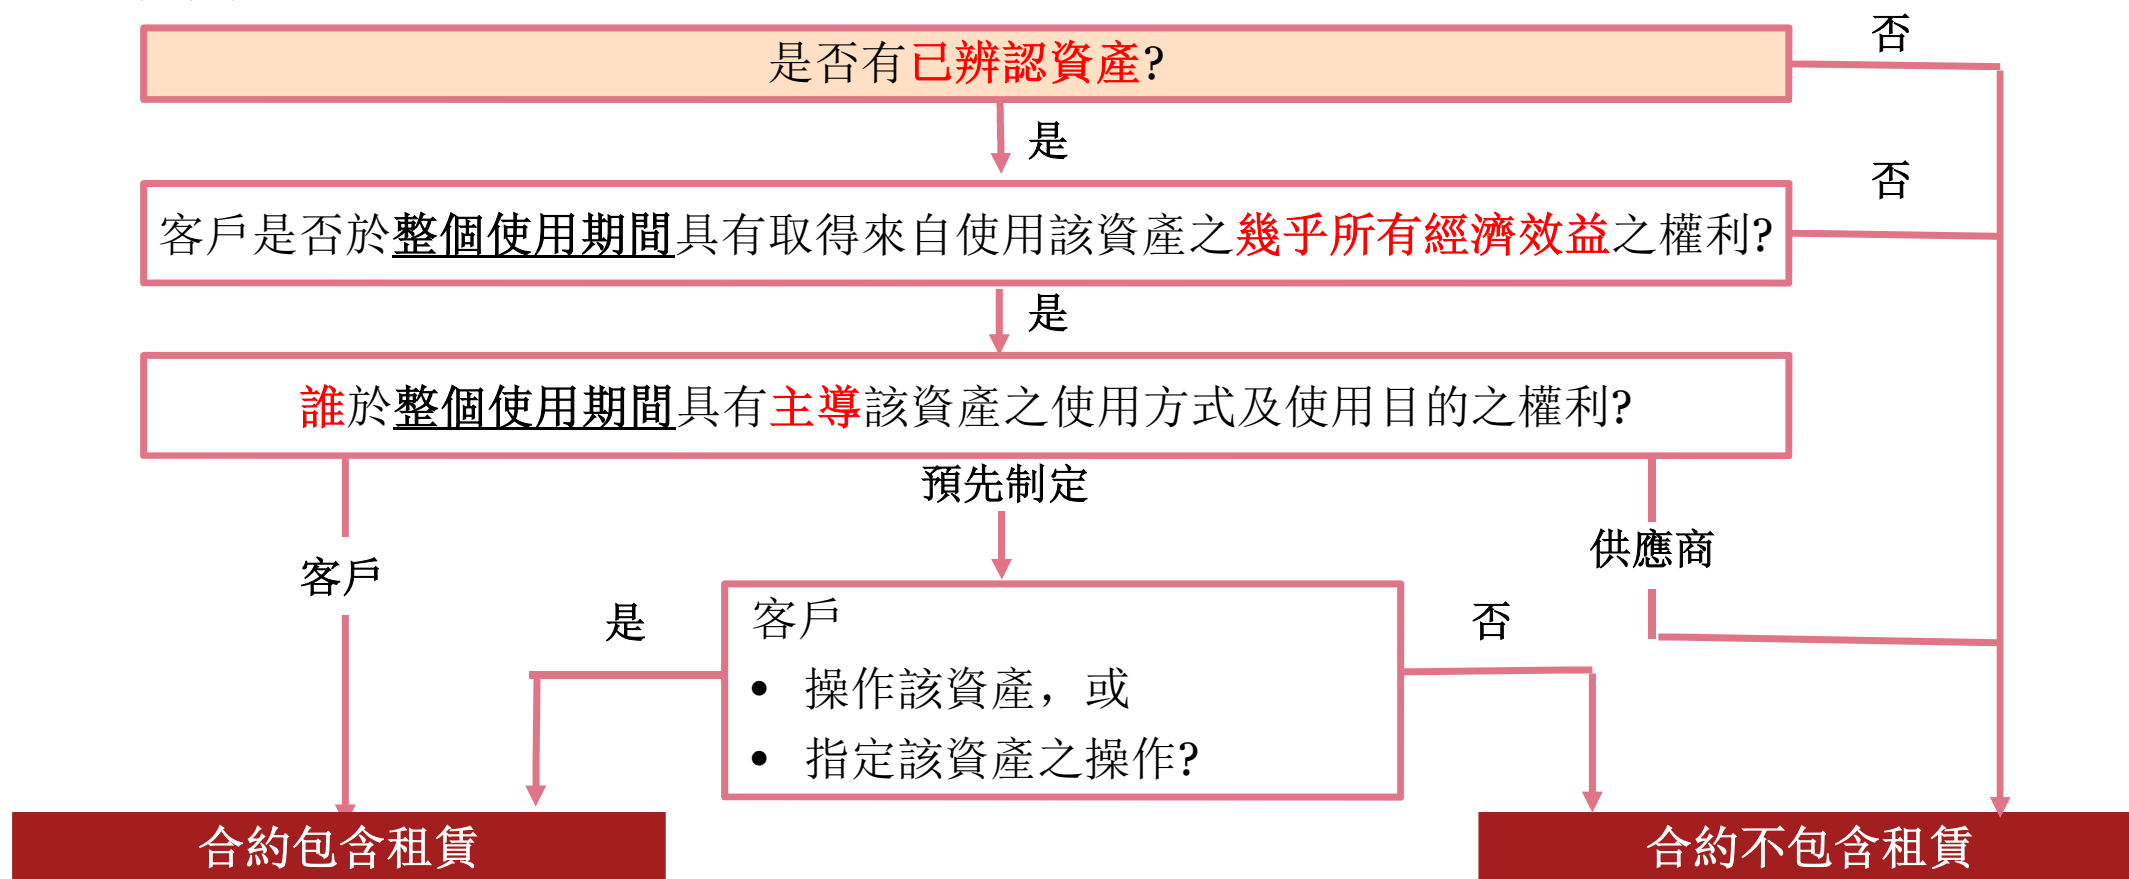 是否有已辨認資產?
否
是
客戶是否於整個使用期間具有取得來自使用該資產之幾乎所有經濟效益之權利?
否
是
誰於整個使用期間具有主導該資產之使用方式及使用目的之權利?
預先制定
供應商
客戶
是
客戶
否
• 操作該資產，或
• 指定該資產之操作?
合約包含租賃
合約不包含租賃